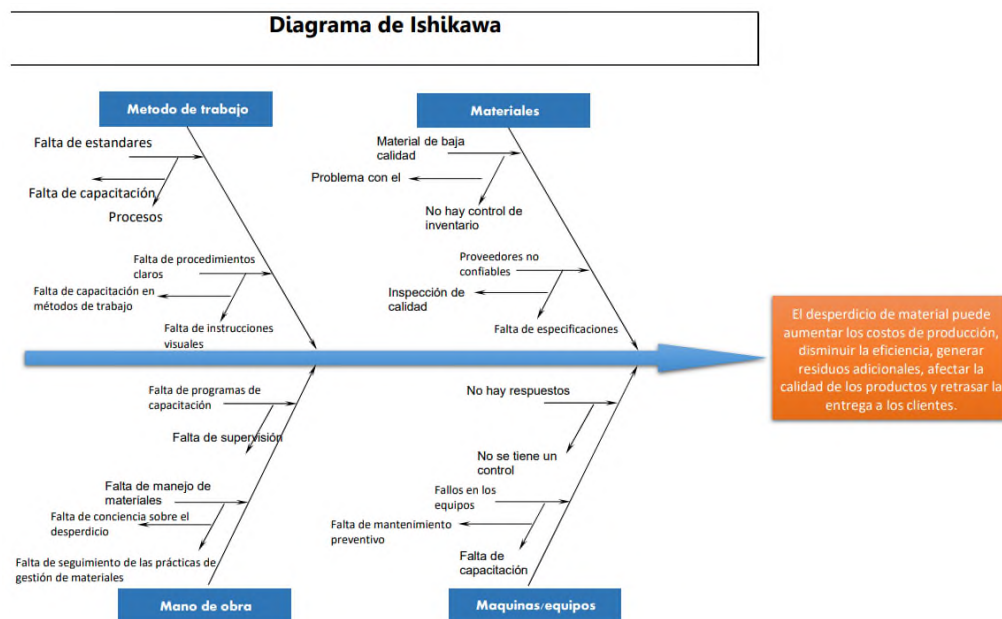 Diagrama de Ishikawa
Metodo de trabajo
Falta de estandares
Falta de capacitación
Procesos
Falta de procedimientos
claros
Falta de capacitación en
métodos de trabajo
Falta de instrucciones
visuales
Materiales
Material de baja
calidad
Problema con el
No hay control de
inventario
Proveedores no
confiables
Inspección de
calidad
Falta de especificaciones
El desperdicio de material puede
aumentar los costos de producción,
disminuir la eficiencia, generar
residuos adicionales, afectar la
calidad de los productos y retrasar la
entrega a los clientes.
Falta de programas de
capacitación
Falta de supervisión
Falta de manejo de
materiales
Falta de conciencia sobre el
desperdicio
Falta de seguimiento de las prácticas de
gestión de materiales
Mano de obra
No hay respuestos
No se tiene un
control
Fallos en los
equipos
Falta de mantenimiento
preventivo
Falta de
capacitación
Maquinas/equipos